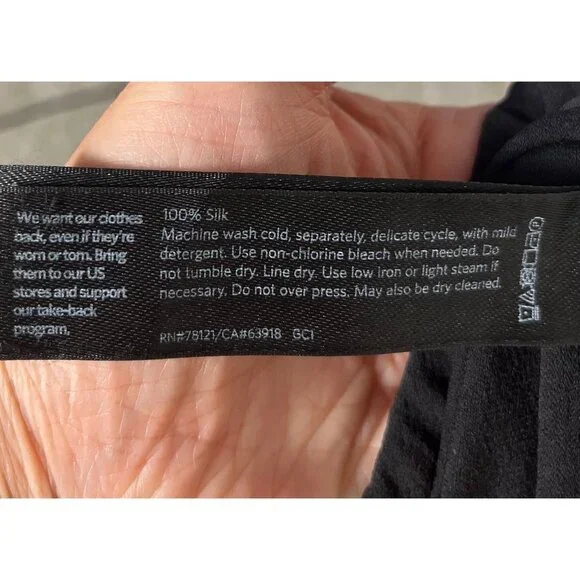 We want our clothes
back, even if they're
worn or torn. Bring
them to our US
stores and support
our take-back
program.
100% Silk
Machine wash cold, separately, delicate cycle, with mild
detergent. Use non-chlorine bleach when needed. Do
not tumble dry. Line dry. Use low iron or light steam if
necessary. Do not over press. May also be dry cleaned.
RN#78121/CA#63918 GCI